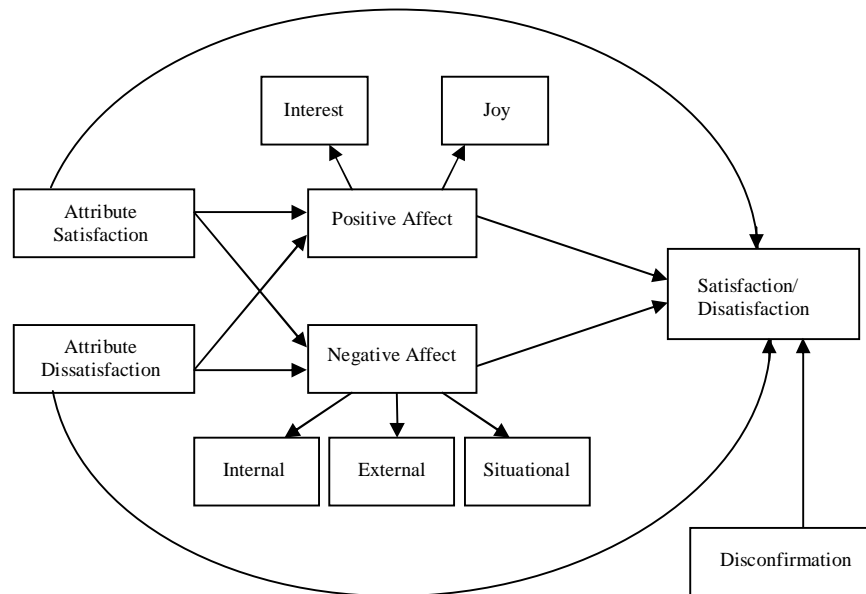 Interest
Joy
Attribute
Satisfaction
Positive Affect
Satisfaction/
Disatisfaction
Attribute
Dissatisfaction
Negative Affect
Internal
External
Situational
Disconfirmation